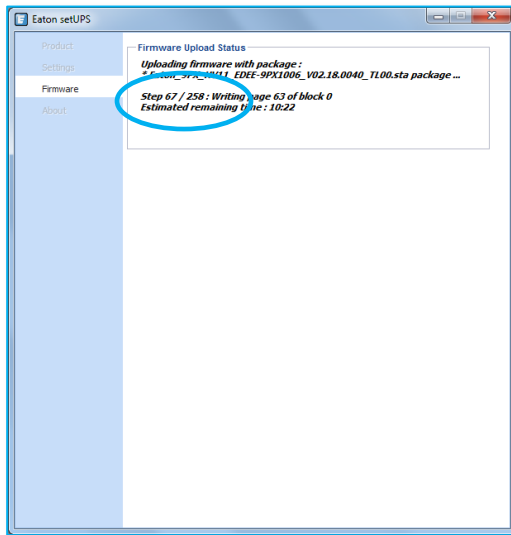 Eaton setUPS
Product
Settings
Firmware
About
Firmware Upload Status
Uploading firmware with package :
EDEE-9PX1006_V02.18.0040_TL00.sta package ...
Step 67 / 258 : Writing page 63 of block 0
Estimated remaining time : 10:22